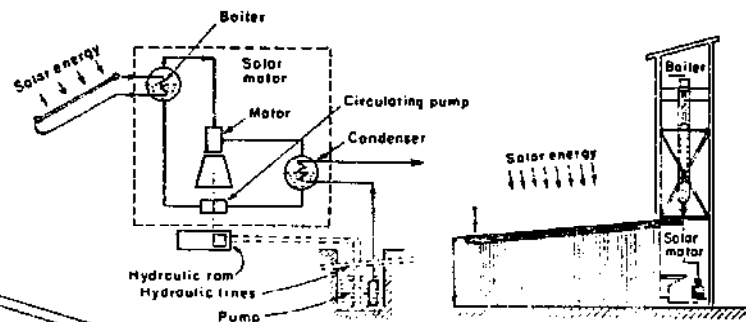 Boiler
Solar energy
Solar
motor
Circulating pump
Motor
Condenser
Hydraulic ram
Hydraulic lines
Pump
Solar energy
Boiler
Solar
motor